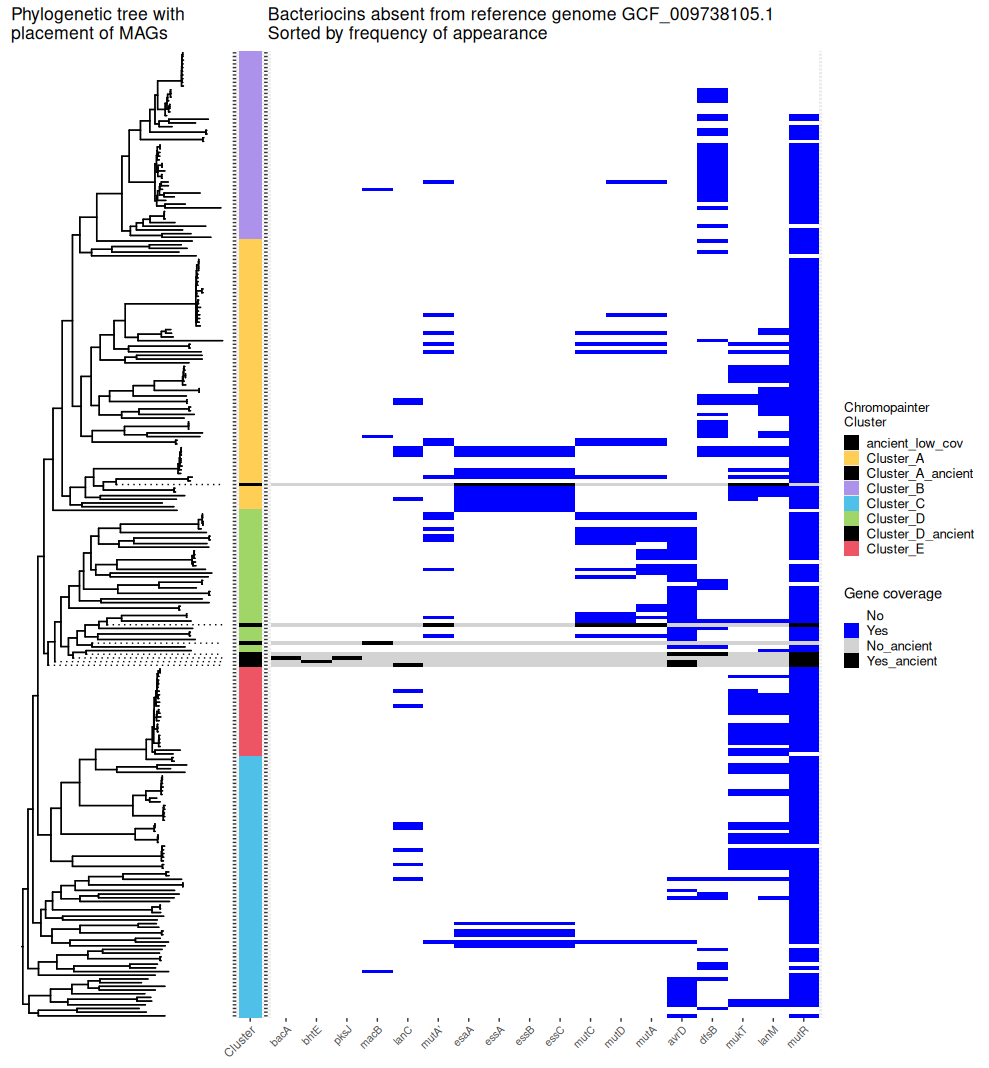 Phylogenetic tree with
placement of MAGs
Bacteriocins absent from reference genome GCF_009738105.1
Sorted by frequency of appearance
Chromopainter
Cluster
ancient_low_cov
Cluster_A
Cluster_A_ancient
Cluster_B
Cluster_C
Cluster_D
Cluster_D_ancient
Cluster_E
Gene coverage
No
Yes
No_ancient
Yes_ancient
Cluster
bacA
bhtE
pksJ
macB
lanC
mutA'
esaA
essA
essB
essC
mutC
mutD
mutA
avrD
dfsB
mukT
lanM
mutR